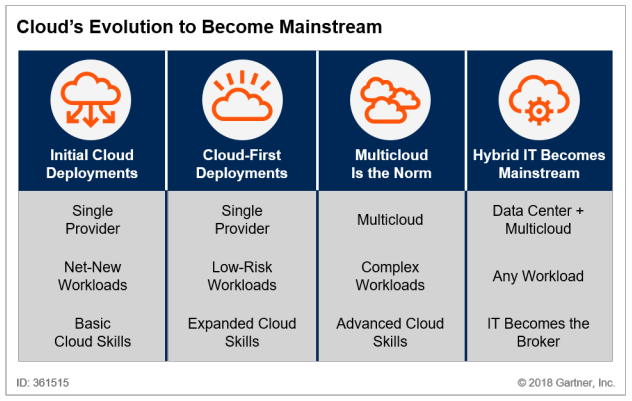 Cloud's Evolution to Become Mainstream
Initial Cloud
Deployments
Cloud-First
Deployments
Multicloud
Is the Norm
Hybrid IT Becomes
Mainstream
Single
Provider
Single
Provider
Multicloud
Data Center +
Multicloud
Net-New
Workloads
Low-Risk
Workloads
Complex
Workloads
Any Workload
Basic
Cloud Skills
Expanded Cloud
Skills
Advanced Cloud
Skills
IT Becomes the
Broker
ID: 361515
© 2018 Gartner, Inc.